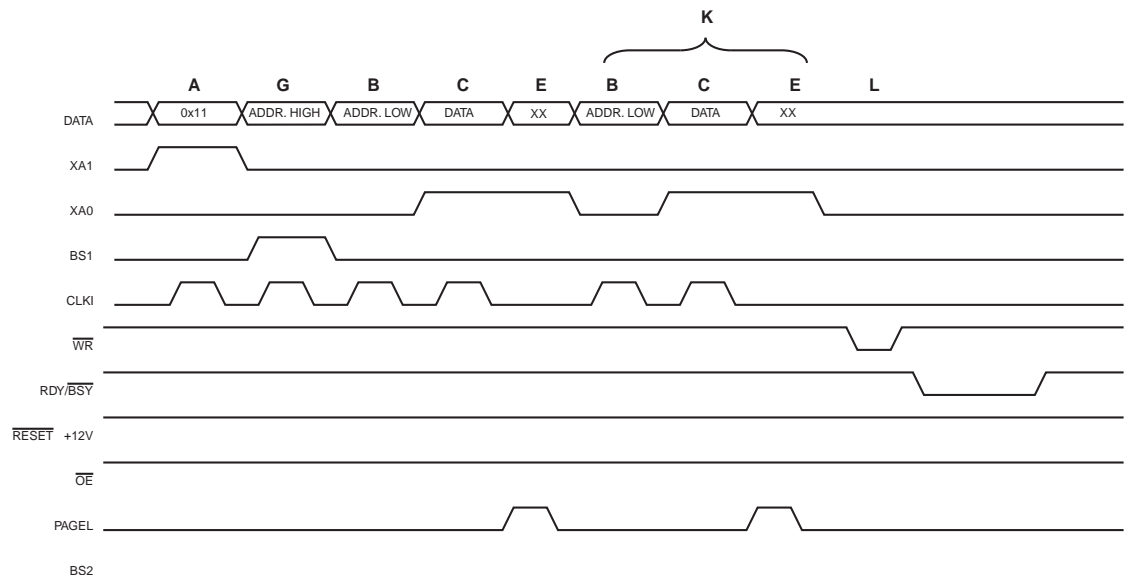 K
A G B C E B C E L
DATA 0x11 ADDR. HIGH ADDR. LOW DATA XX ADDR. LOW DATA XX
XA1
XA0
BS1
CLKI
WR
RDY/BSY
RESET +12V
OE
PAGEL
BS2